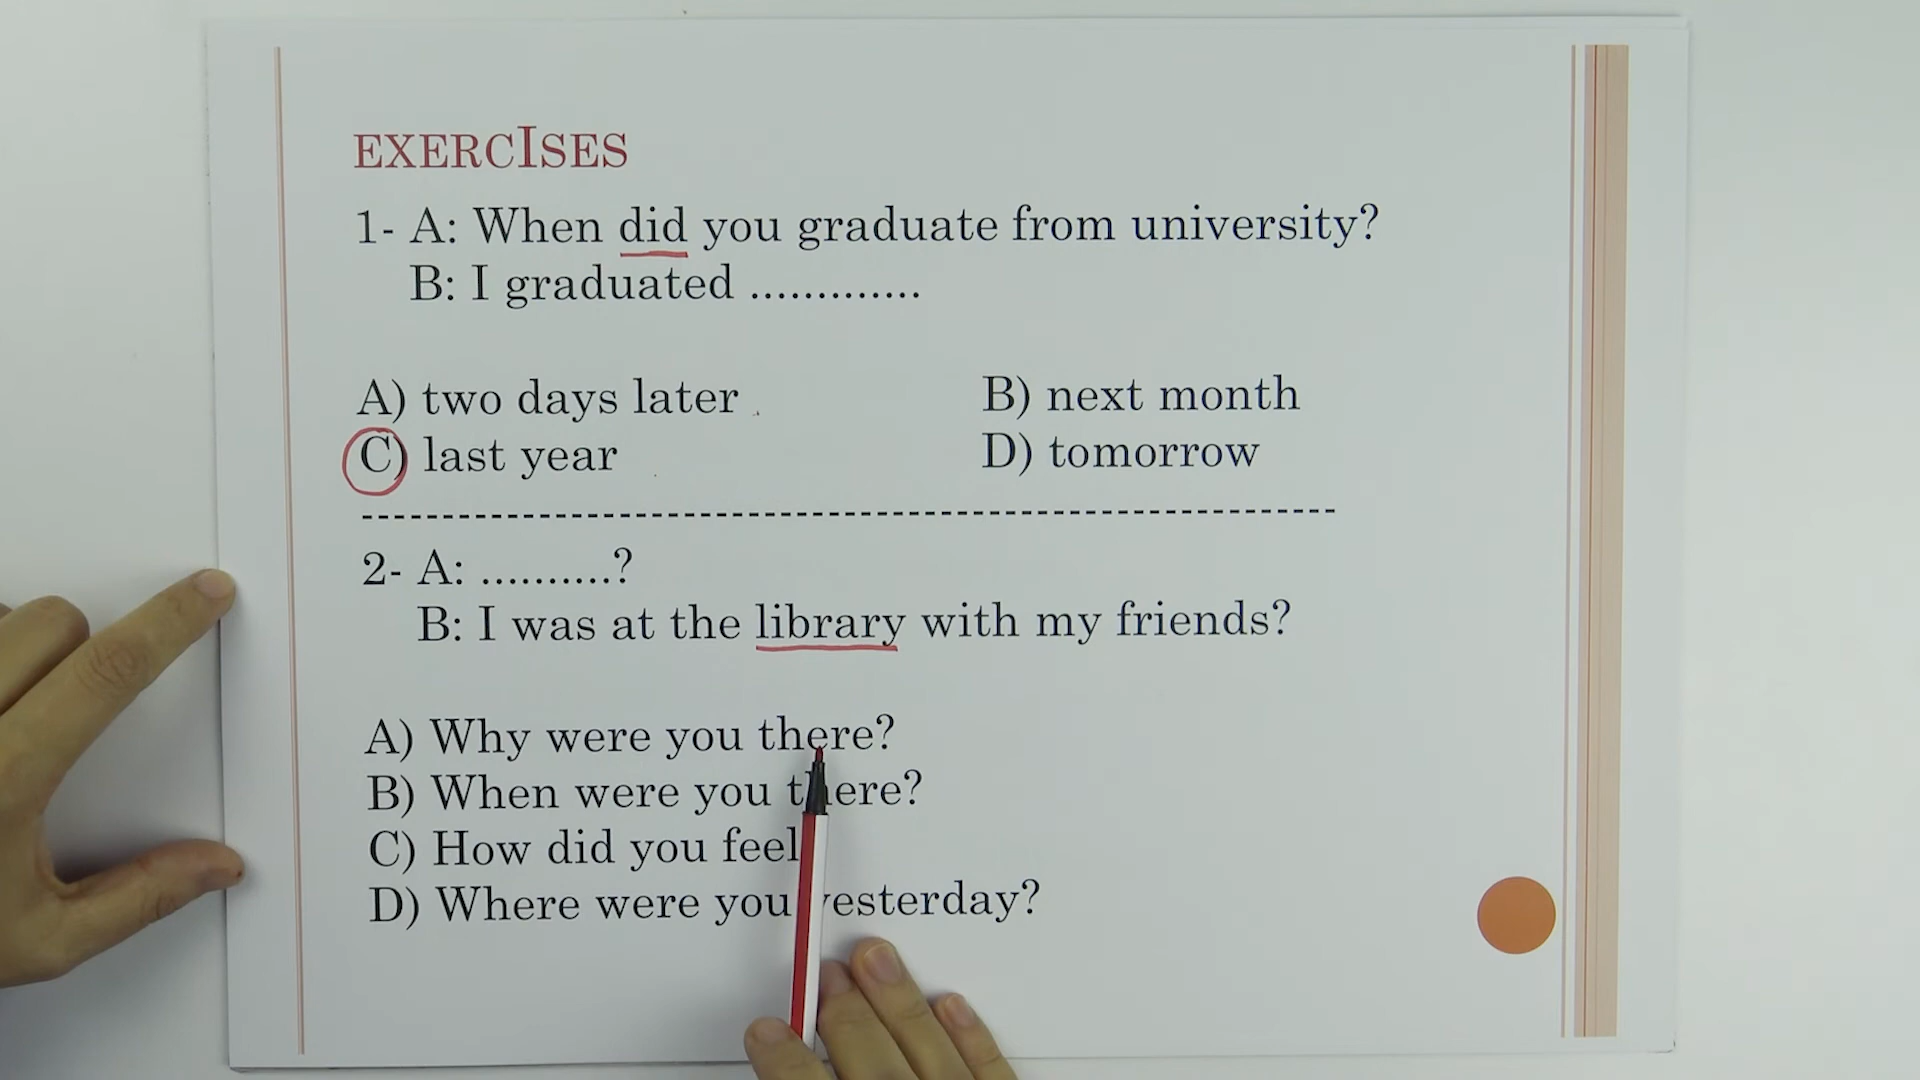 EXERCISES
1- A: When did you graduate from university?
B: I graduated .............
A) two days later B) next month
C) last year D) tomorrow
------------------------------------------------------------------------
2- A: ..........?
B: I was at the library with my friends?
A) Why were you there?
B) When were you there?
C) How did you feel
D) Where were you yesterday?